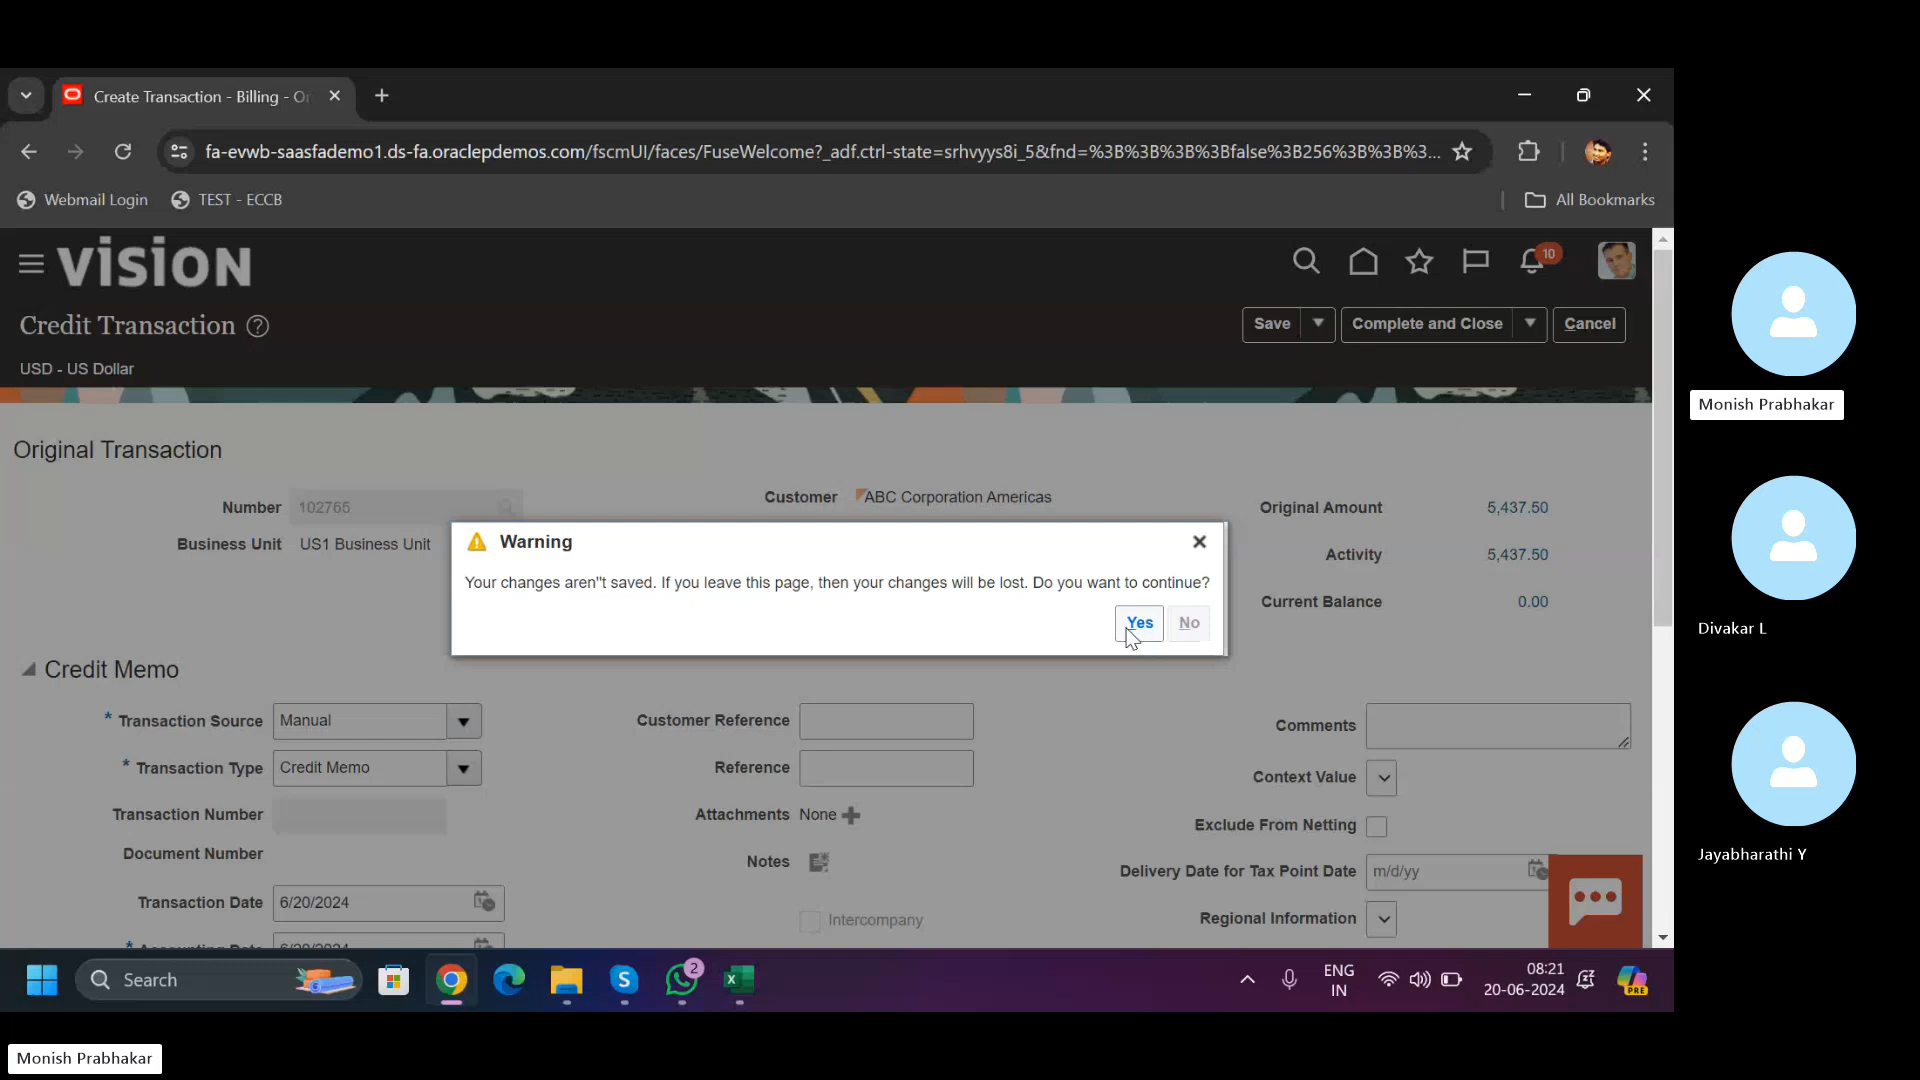 Create Transaction - Billing - Or
fa-evwb-saasfademo1.ds-fa.oraclepdemos.com/fscmUI/faces/FuseWelcome?_adf.ctrl-state=srhvyys8i_5&fnd=%3B%3B%3B%3Bfalse%3B256%3B%3B%3...
Webmail Login
TEST - ECCB
All Bookmarks
VISION
10
Credit Transaction
Save
Complete and Close
Cancel
USD - US Dollar
Original Transaction
Number 102765
Customer ABC Corporation Americas
Original Amount 5,437.50
Business Unit US1 Business Unit
Activity 5,437.50
Current Balance 0.00
Warning
Your changes aren''t saved. If you leave this page, then your changes will be lost. Do you want to continue?
Yes
No
Credit Memo
* Transaction Source Manual
Customer Reference
Comments
* Transaction Type Credit Memo
Reference
Context Value
Transaction Number
Attachments None
Exclude From Netting
Document Number
Notes
Delivery Date for Tax Point Date m/d/yy
Transaction Date 6/20/2024
Intercompany
Regional Information
* Accounting Date 6/20/2024
Search
2
ENG
IN
08:21
20-06-2024
PRE
Monish Prabhakar
Divakar L
Jayabharathi Y
Monish Prabhakar